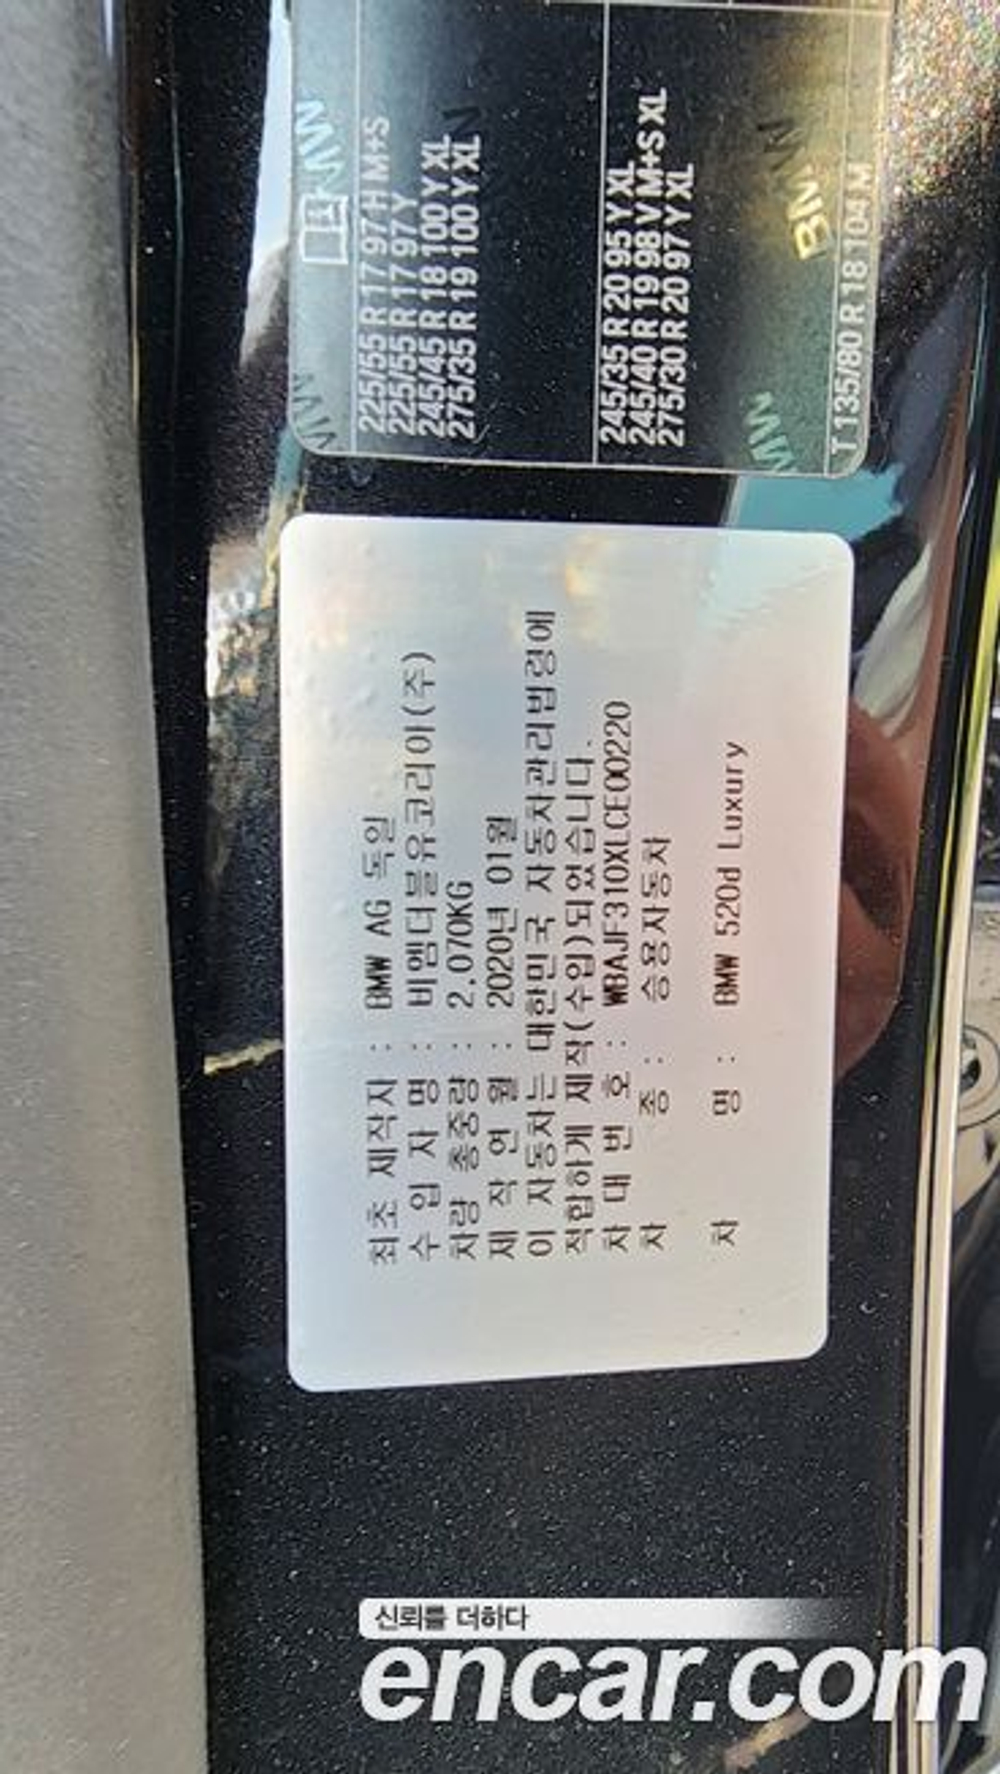 225/55 R 17 97 H M+S
225/55 R 17 97 Y
245/45 R 18 100 Y XL
275/35 R 19 100 Y XL
245/35 R 20 95 Y XL
245/40 R 19 98 V M+S XL
275/30 R 20 97 Y XL
BMW
T 135/80 R 18 104 M
최초 제작자 : BMW AG 독일
수 입 자 명 : 비엠더블유코리아(주)
차량 총중량 : 2,070KG
제 작 연 월 : 2020년 01월
이 자동차는 대한민국 자동차관리법령에
적합하게 제작(수입)되었습니다.
차 대 번 호 : WBAJF310XLCE00220
차 종 : 승용자동차
차 명 : BMW 520d Luxury
신뢰를 더하다
encar.com